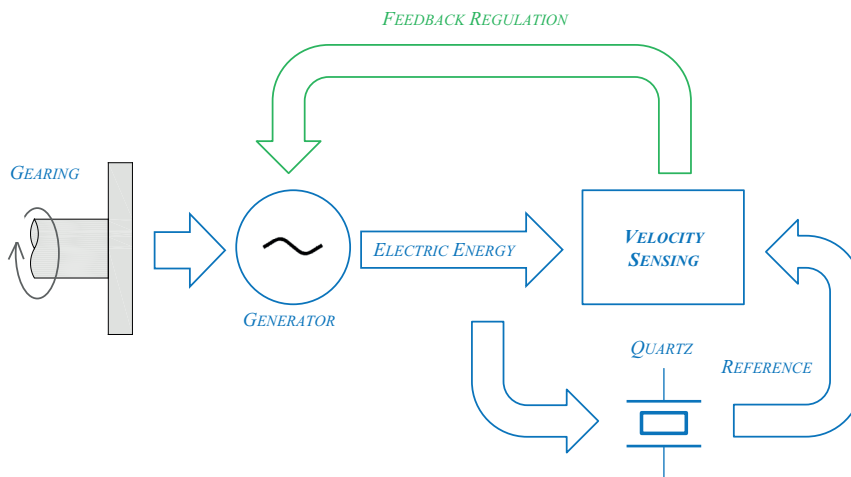 FEEDBACK REGULATION
GEARING
ELECTRIC ENERGY
VELOCITY
SENSING
GENERATOR
QUARTZ
REFERENCE